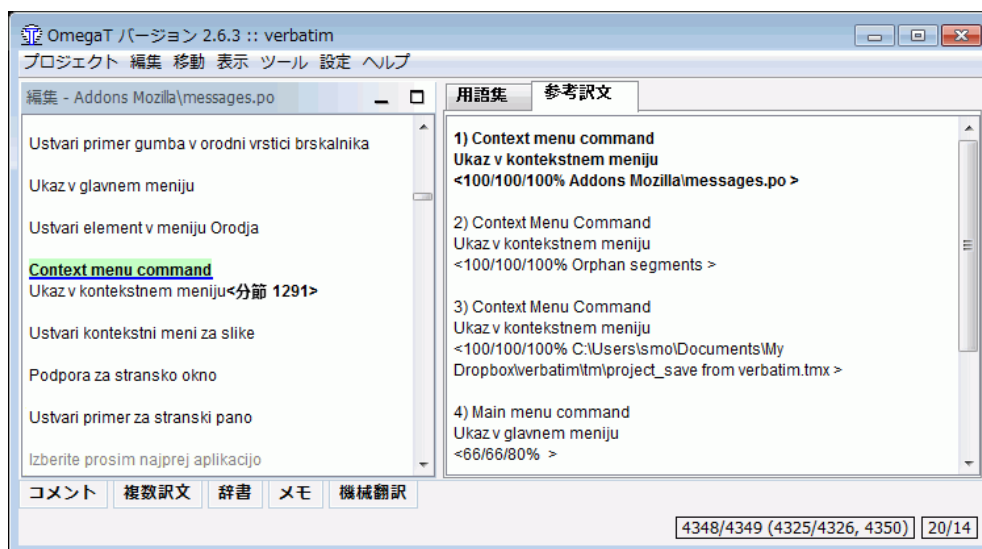 OmegaT バージョン 2.6.3 :: verbatim
プロジェクト 編集 移動 表示 ツール 設定 ヘルプ
編集 - Addons Mozilla\messages.po
Ustvari primer gumba v orodni vrstici brskalnika
Ukaz v glavnem meniju
Ustvari element v meniju Orodja
Context menu command
Ukaz v kontekstnem meniju<分節 1291>
Ustvari kontekstni meni za slike
Podpora za stransko okno
Ustvari primer za stranski pano
Izberite prosim najprej aplikacijo
用語集 参考訳文
1) Context menu command
Ukaz v kontekstnem meniju
<100/100/100% Addons Mozilla\messages.po >
2) Context Menu Command
Ukaz v kontekstnem meniju
<100/100/100% Orphan segments >
3) Context Menu Command
Ukaz v kontekstnem meniju
<100/100/100% C:\Users\smo\Documents\My
Dropbox\verbatim\tm\project_save from verbatim.tmx >
4) Main menu command
Ukaz v glavnem meniju
<66/66/80%  >
コメント 複数訳文 辞書 メモ 機械翻訳
4348/4349 (4325/4326, 4350) 20/14